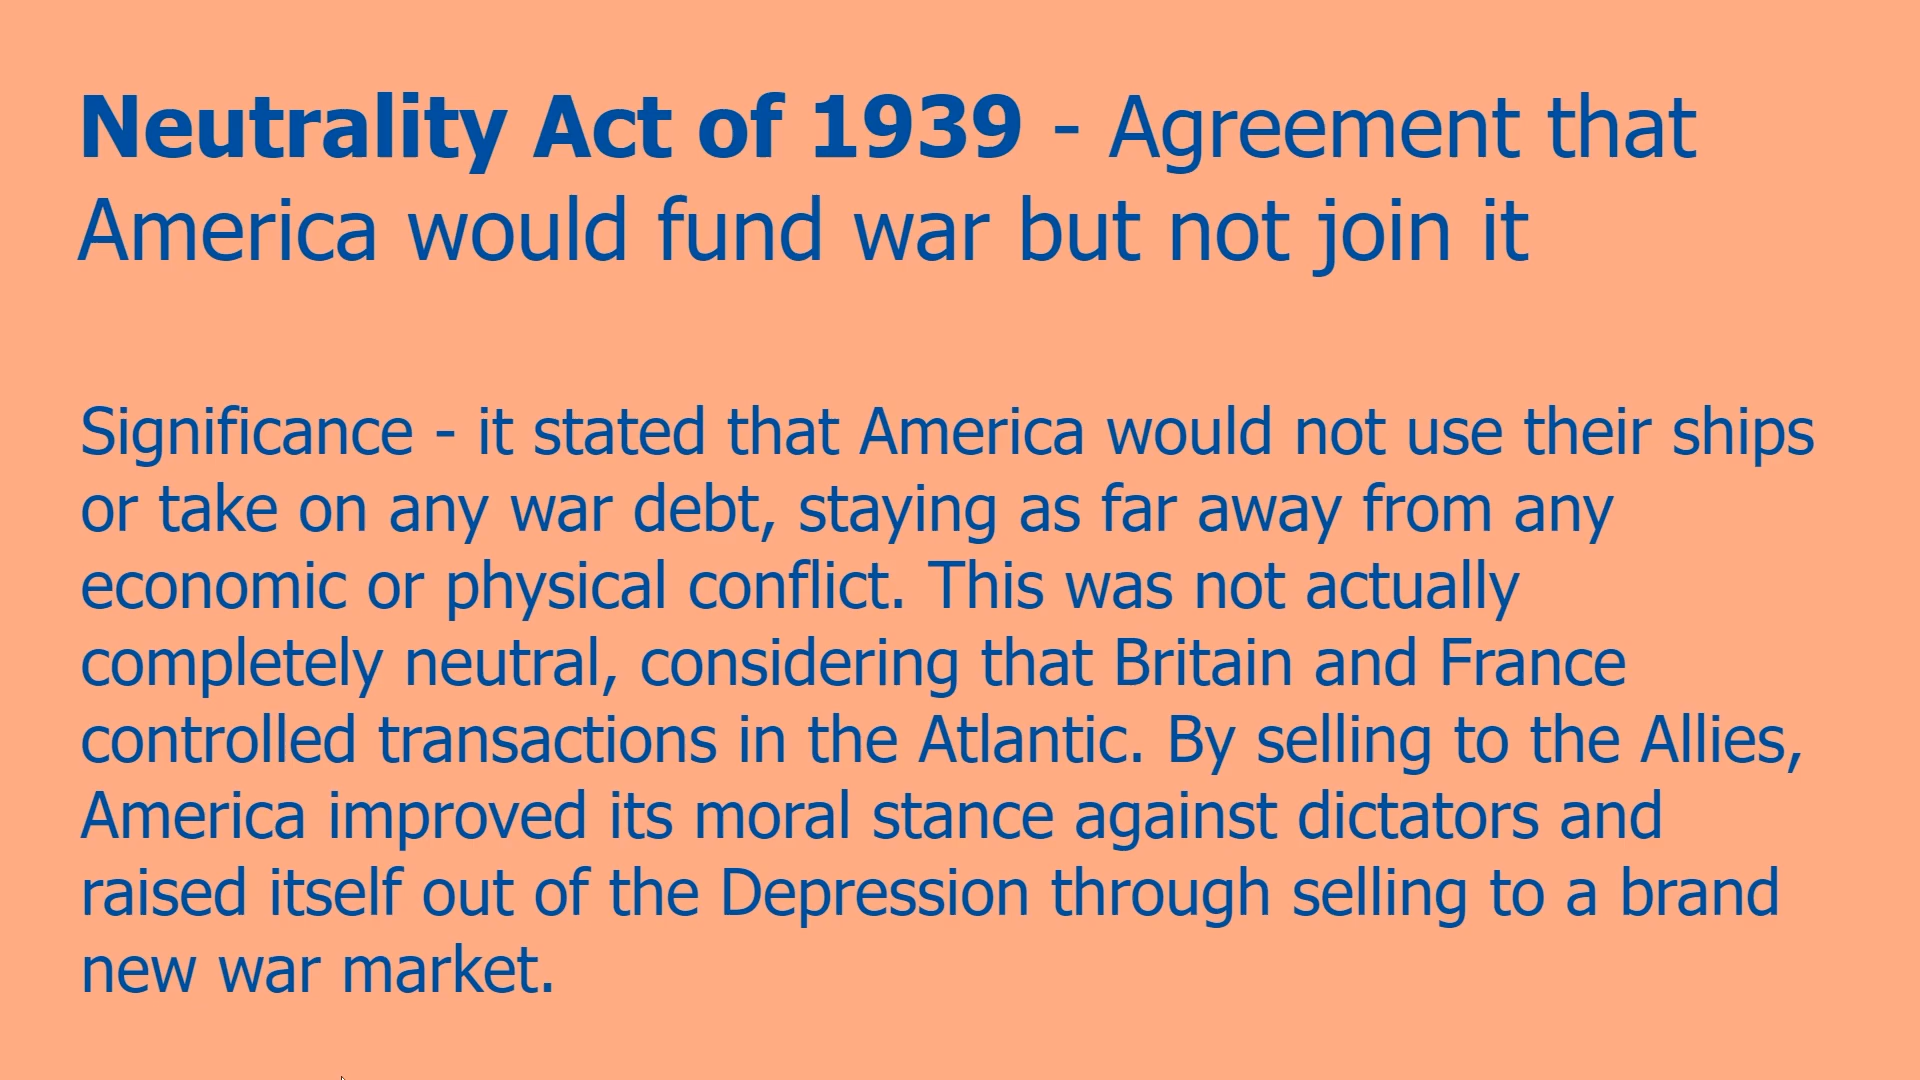 Neutrality Act of 1939 - Agreement that
America would fund war but not join it
Significance - it stated that America would not use their ships
or take on any war debt, staying as far away from any
economic or physical conflict. This was not actually
completely neutral, considering that Britain and France
controlled transactions in the Atlantic. By selling to the Allies,
America improved its moral stance against dictators and
raised itself out of the Depression through selling to a brand
new war market.